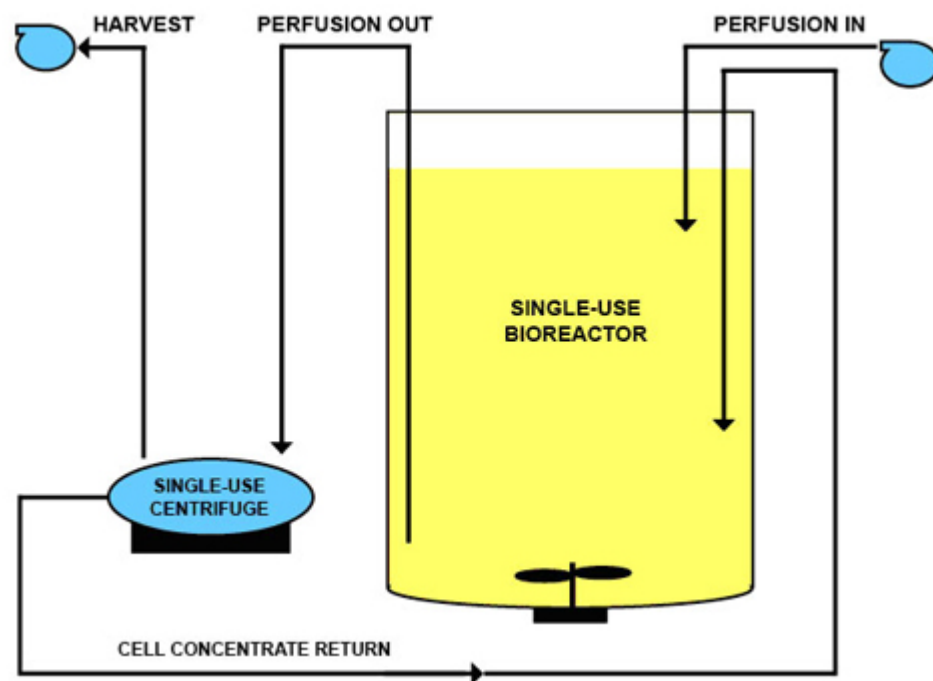 HARVEST
PERFUSION OUT
PERFUSION IN
SINGLE-USE
BIOREACTOR
SINGLE-USE
CENTRIFUGE
CELL CONCENTRATE RETURN